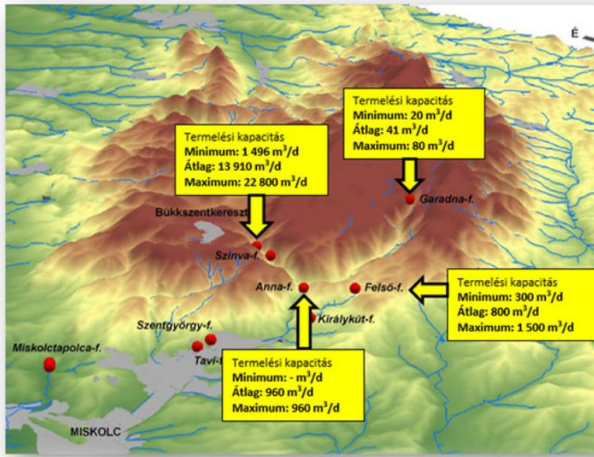 É
Termelési kapacitás
Minimum: 20 m³/d
Átlag: 41 m³/d
Maximum: 80 m³/d
Termelési kapacitás
Minimum: 1 496 m³/d
Átlag: 13 910 m³/d
Maximum: 22 800 m³/d
Garadna-f.
Bükkszentkereszt
Szinva-f.
Anna-f.
Felső-f.
Termelési kapacitás
Minimum: 300 m³/d
Átlag: 800 m³/d
Maximum: 1 500 m³/d
Királykút-f.
Szentgyörgy-f.
Miskolctapolca-f.
Tavi-f
Termelési kapacitás
Minimum: - m³/d
Átlag: 960 m³/d
Maximum: 960 m³/d
MISKOLC